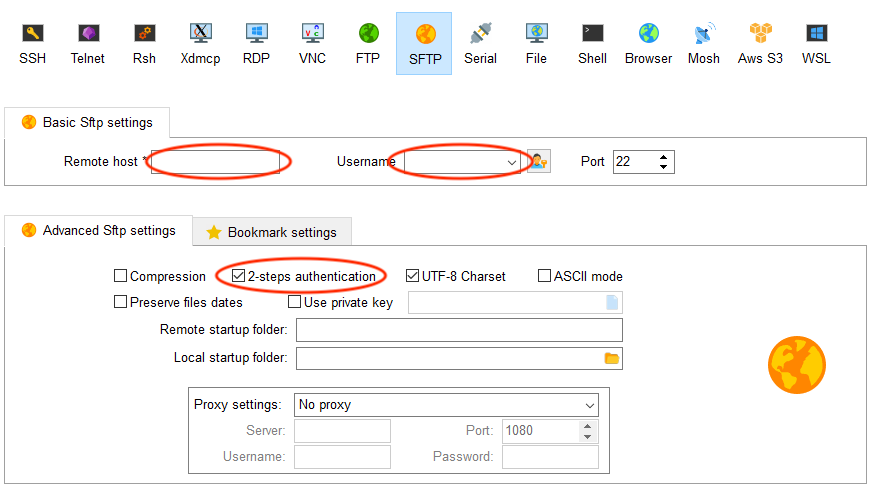 SSH Telnet Rsh Xdmcp RDP VNC FTP SFTP Serial File Shell Browser Mosh Aws S3 WSL
Basic Sftp settings
Remote host * Username Port 22
Advanced Sftp settings Bookmark settings
Compression 2-steps authentication UTF-8 Charset ASCII mode
Preserve files dates Use private key
Remote startup folder:
Local startup folder:
Proxy settings: No proxy
Server: Port: 1080
Username: Password: